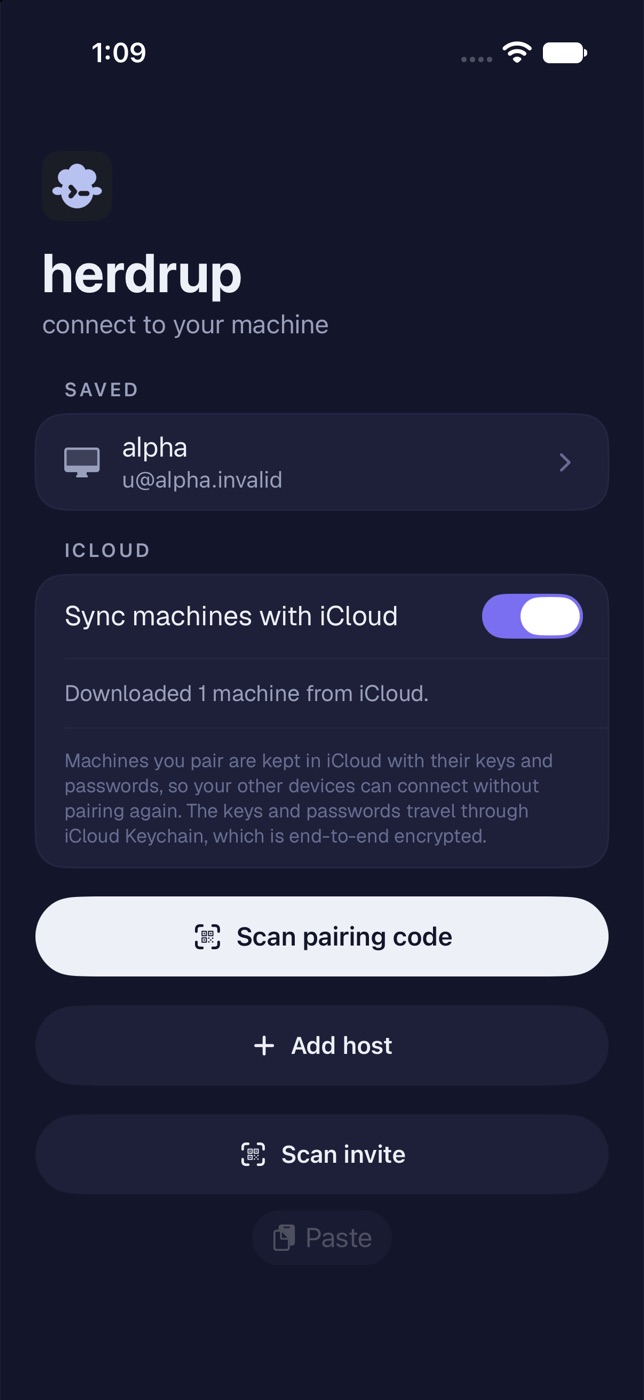 1:09
herdrup
connect to your machine
SAVED
alpha
u@alpha.invalid
ICLOUD
Sync machines with iCloud
Downloaded 1 machine from iCloud.
Machines you pair are kept in iCloud with their keys and
passwords, so your other devices can connect without
pairing again. The keys and passwords travel through
iCloud Keychain, which is end-to-end encrypted.
Scan pairing code
Add host
Scan invite
Paste